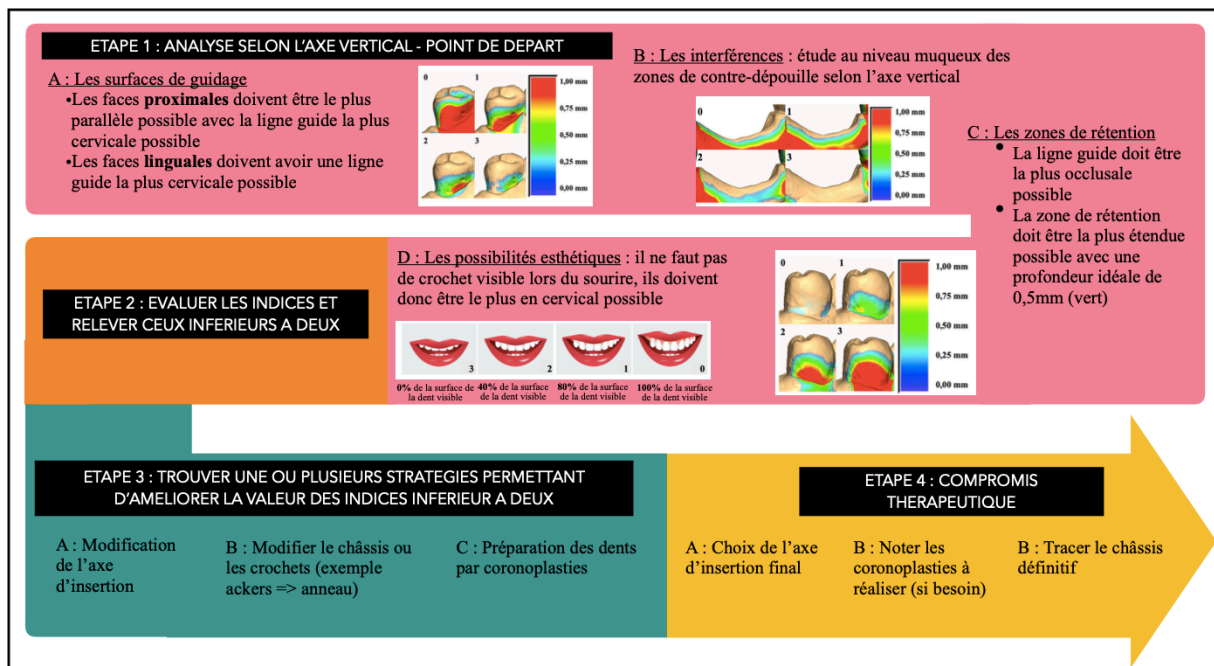 ETAPE 1 : ANALYSE SELON L'AXE VERTICAL - POINT DE DEPART
A : Les surfaces de guidage
•Les faces proximales doivent être le plus
parallèle possible avec la ligne guide la plus
cervicale possible
•Les faces linguales doivent avoir une ligne
guide la plus cervicale possible
0 1
2 3
1,00 mm
0,75 mm
0,50 mm
0,25 mm
0,00 mm
B : Les interférences : étude au niveau muqueux des
zones de contre-dépouille selon l'axe vertical
0 1
2 3
1,00 mm
0,75 mm
0,50 mm
0,25 mm
0,00 mm
C : Les zones de rétention
• La ligne guide doit être
la plus occlusale
possible
• La zone de rétention
doit être la plus étendue
possible avec une
profondeur idéale de
0,5mm (vert)
D : Les possibilités esthétiques : il ne faut pas
de crochet visible lors du sourire, ils doivent
donc être le plus en cervical possible
3 2 1 0
0% de la surface de
la dent visible
40% de la surface
de la dent visible
80% de la surface
de la dent visible
100% de la surface
de la dent visible
0 1
2 3
1,00 mm
0,75 mm
0,50 mm
0,25 mm
0,00 mm
ETAPE 2 : EVALUER LES INDICES ET
RELEVER CEUX INFERIEURS A DEUX
ETAPE 3 : TROUVER UNE OU PLUSIEURS STRATEGIES PERMETTANT
D'AMELIORER LA VALEUR DES INDICES INFERIEUR A DEUX
A : Modification
de l'axe
d'insertion
B : Modifier le châssis ou
les crochets (exemple
ackers => anneau)
C : Préparation des dents
par coronoplasties
ETAPE 4 : COMPROMIS
THERAPEUTIQUE
A : Choix de l'axe
d'insertion final
B : Noter les
coronoplasties à
réaliser (si besoin)
B : Tracer le châssis
définitif